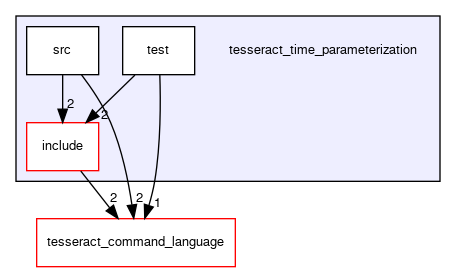 src
test
tesseract_time_parameterization
2
2
include
2
2
1
tesseract_command_language